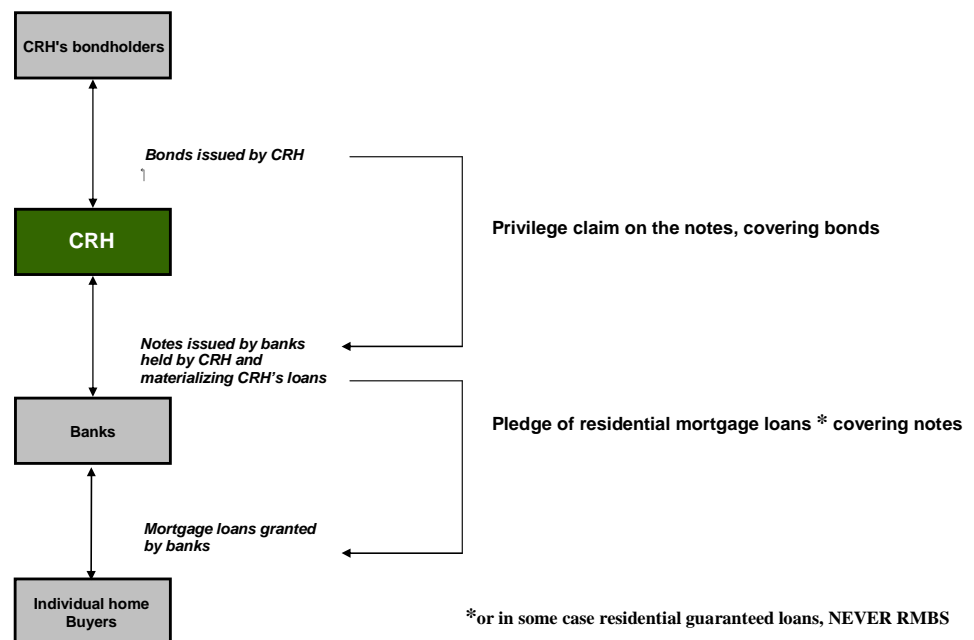 CRH's bondholders
Bonds issued by CRH
CRH
Privilege claim on the notes, covering bonds
Notes issued by banks
held by CRH and
materializing CRH’s loans
Banks
Pledge of residential mortgage loans * covering notes
Mortgage loans granted
by banks
Individual home
Buyers
*or in some case residential guaranteed loans, NEVER RMBS